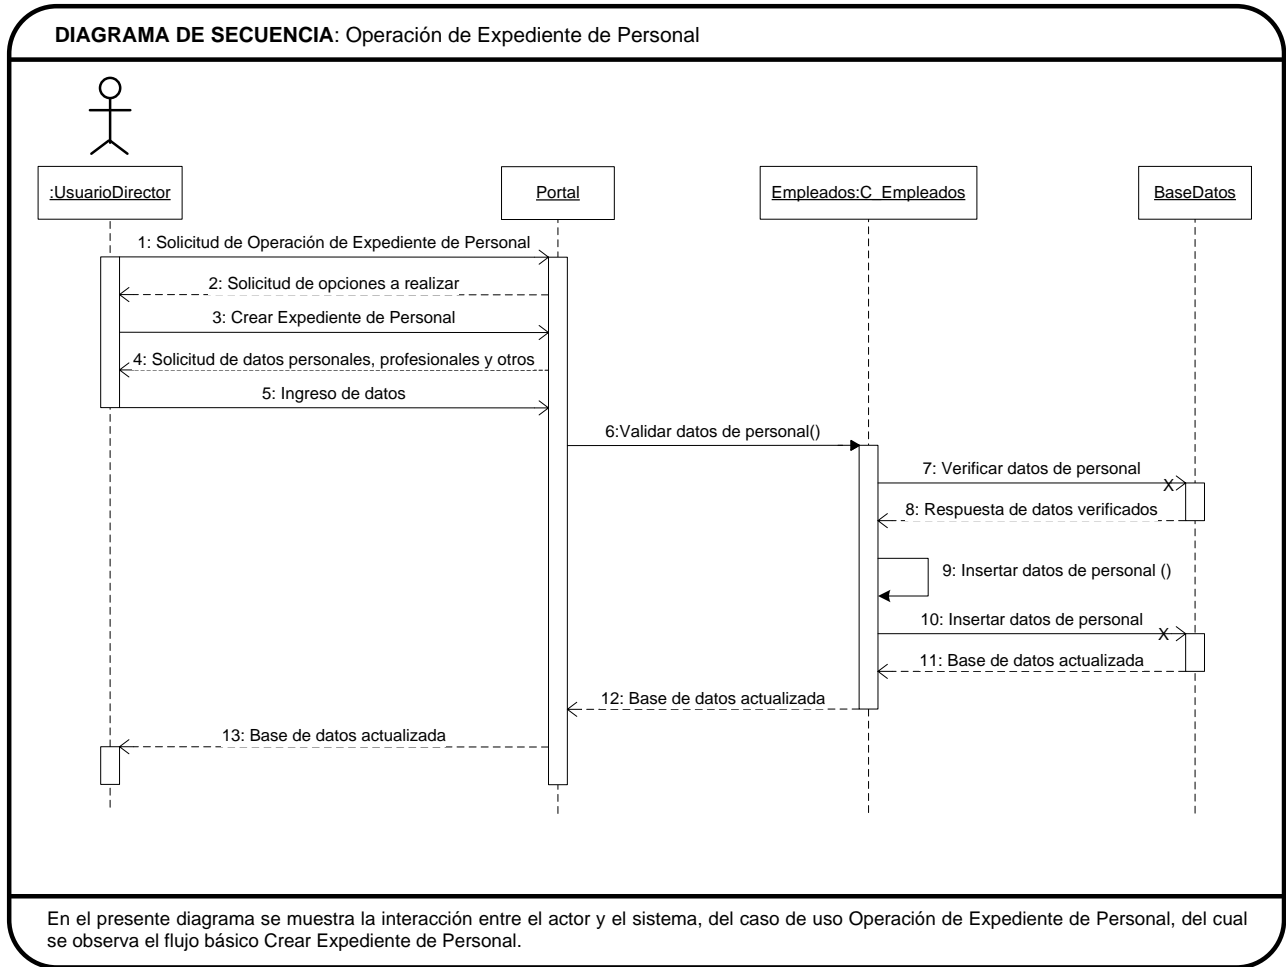 DIAGRAMA DE SECUENCIA: Operación de Expediente de Personal
:UsuarioDirector
Portal
Empleados:C_Empleados
BaseDatos
1: Solicitud de Operación de Expediente de Personal
2: Solicitud de opciones a realizar
3: Crear Expediente de Personal
4: Solicitud de datos personales, profesionales y otros
5: Ingreso de datos
6:Validar datos de personal()
7: Verificar datos de personal
X
8: Respuesta de datos verificados
9: Insertar datos de personal ()
10: Insertar datos de personal
X
11: Base de datos actualizada
12: Base de datos actualizada
13: Base de datos actualizada
En el presente diagrama se muestra la interacción entre el actor y el sistema, del caso de uso Operación de Expediente de Personal, del cual
se observa el flujo básico Crear Expediente de Personal.